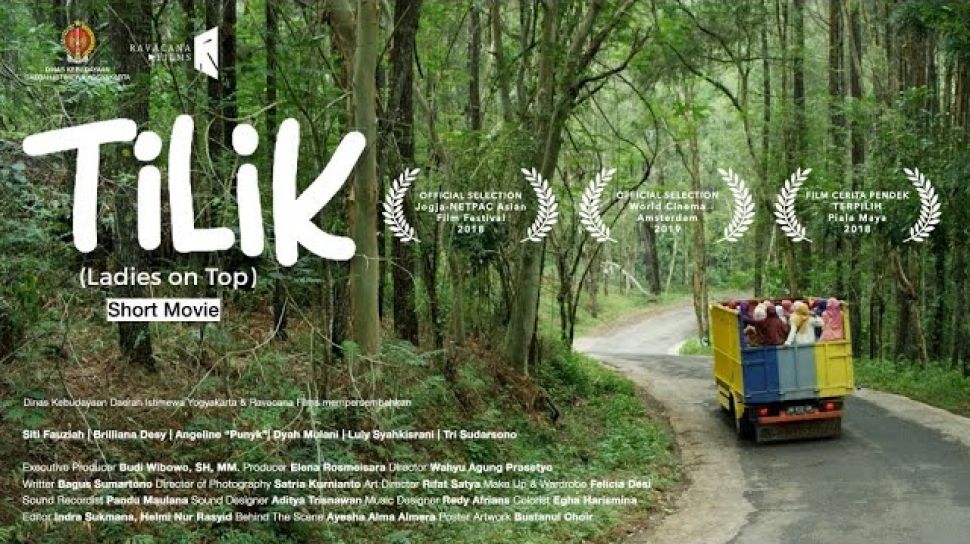 DINAS KEBUDAYAAN
DAERAH ISTIMEWA YOGYAKARTA
RAVACANA
FILMS
TiLiK
(Ladies on Top)
Short Movie
OFFICIAL SELECTION
Jogja-NETPAC Asian
Film Festival
2018
OFFICIAL SELECTION
World Cinema
Amsterdam
2019
FILM CERITA PENDEK
TERPILIH
Piala Maya
2018
Dinas Kebudayaan Daerah Istimewa Yogyakarta & Ravacana Films mempersembahkan
Siti Fauziah | Brilliana Desy | Angeline "Punyk"| Dyah Mulani | Luly Syahkisrani | Tri Sudarsono
Executive Producer Budi Wibowo, SH, MM. Producer Elena Rosmeisara Director Wahyu Agung Prasetyo
Writter Bagus Sumartono Director of Photography Satria Kurnianto Art Director Rifat Satya Make Up & Wardrobe Felicia Desi
Sound Recordist Pandu Maulana Sound Designer Aditya Trisnawan Music Designer Redy Afrians Colorist Egha Harismina
Editor Indra Sukmana, Helmi Nur Rasyid Behind The Scene Ayesha Alma Almera Poster Artwork Bustanul Choir